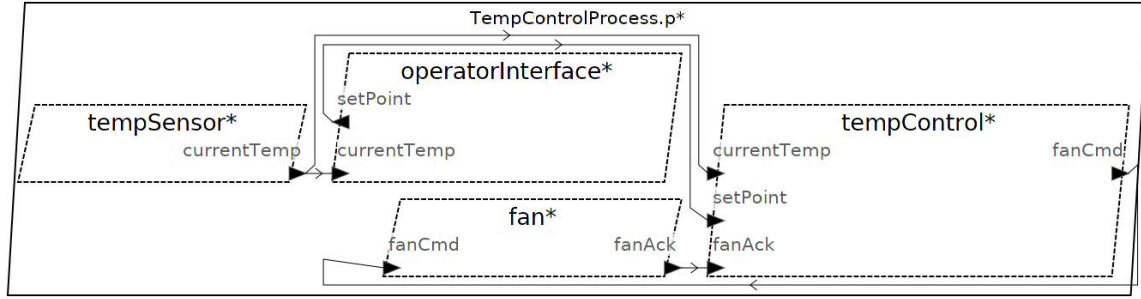 TempControlProcess.p*
operatorInterface*
setPoint
currentTemp
tempSensor*
currentTemp
tempControl*
currentTemp
fanCmd
setPoint
fanAck
fan*
fanCmd
fanAck